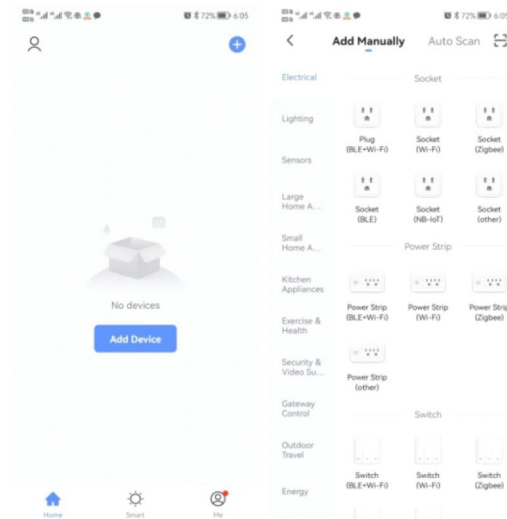 72% 6:05
No devices
Add Device
Home
Smart
Me
72% 6:05
Add Manually
Auto Scan
Electrical
Lighting
Sensors
Large
Home A...
Small
Home A...
Kitchen
Appliances
Exercise &
Health
Security &
Video Su...
Gateway
Control
Outdoor
Travel
Energy
Socket
Plug
(BLE+Wi-Fi)
Socket
(Wi-Fi)
Socket
(Zigbee)
Socket
(BLE)
Socket
(NB-IoT)
Socket
(other)
Power Strip
Power Strip
(BLE+Wi-Fi)
Power Strip
(Wi-Fi)
Power Strip
(Zigbee)
Power Strip
(other)
Switch
Switch
(BLE+Wi-Fi)
Switch
(Wi-Fi)
Switch
(Zigbee)